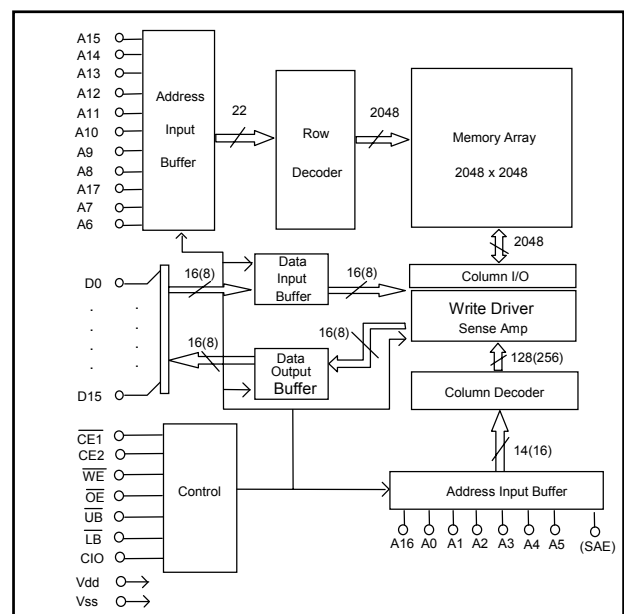 A15
A14
A13
A12
A11
A10
A9
A8
A17
A7
A6
Address
Input
Buffer
22
Row
Decoder
2048
Memory Array
2048 x 2048
2048
D0
.
.
.
.
D15
.
.
.
.
16(8)
Data
Input
Buffer
16(8)
Column I/O
Write Driver
Sense Amp
16(8)
Data
Output
Buffer
16(8)
128(256)
Column Decoder
14(16)
CE1
CE2
WE
OE
UB
LB
CIO
Vdd
Vss
Control
Address Input Buffer
A16 A0 A1 A2 A3 A4 A5 (SAE)